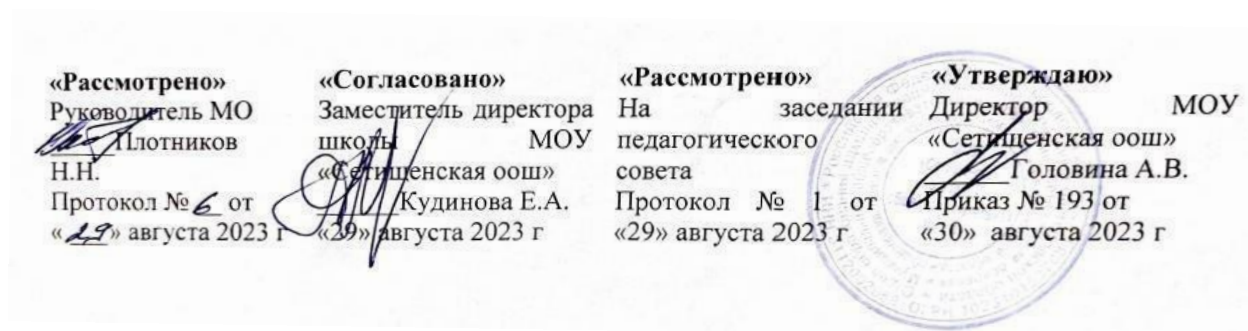 «Рассмотрено»
Руководитель МО
Плотников
Н.Н.
Протокол № 6 от
«29» августа 2023 г
«Согласовано»
Заместитель директора
школы МОУ
«Сетищенская оош»
Кудинова Е.А.
«29» августа 2023 г
«Рассмотрено»
На заседании
педагогического
совета
Протокол № 1 от
«29» августа 2023 г
«Утверждаю»
Директор МОУ
«Сетищенская оош»
Головина А.В.
Приказ № 193 от
«30» августа 2023 г